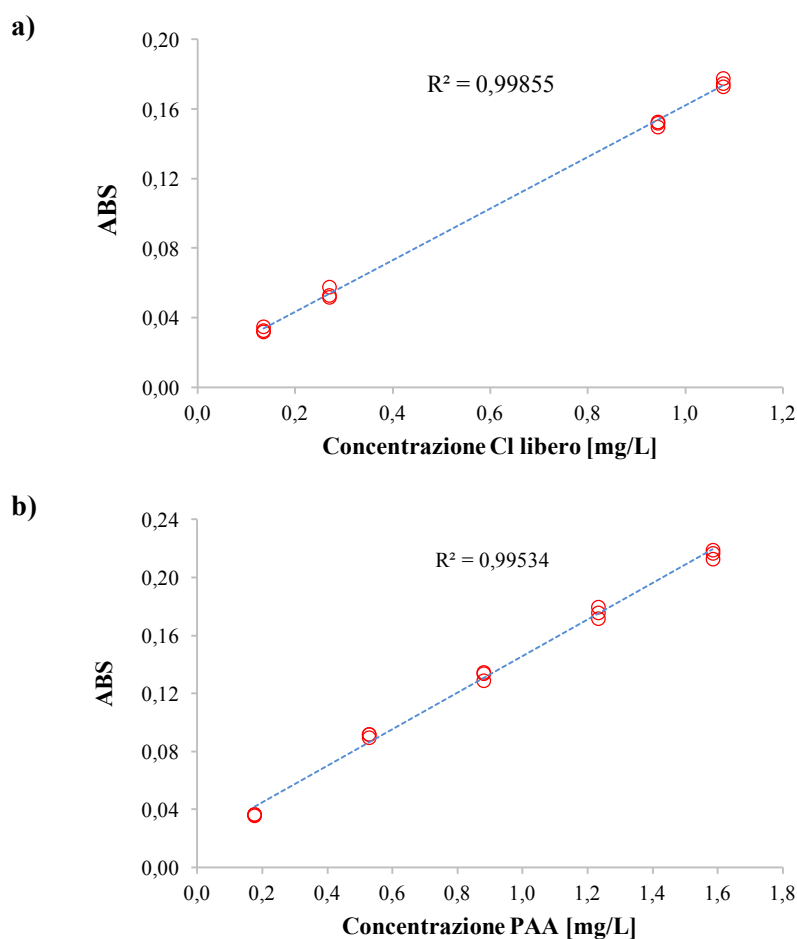 a)
0,20
0,16
0,12
0,08
0,04
0,00
ABS
R² = 0,99855
0,0 0,2 0,4 0,6 0,8 1,0 1,2
Concentrazione Cl libero [mg/L]
b)
0,24
0,20
0,16
0,12
0,08
0,04
0,00
ABS
R² = 0,99534
0,0 0,2 0,4 0,6 0,8 1,0 1,2 1,4 1,6 1,8
Concentrazione PAA [mg/L]